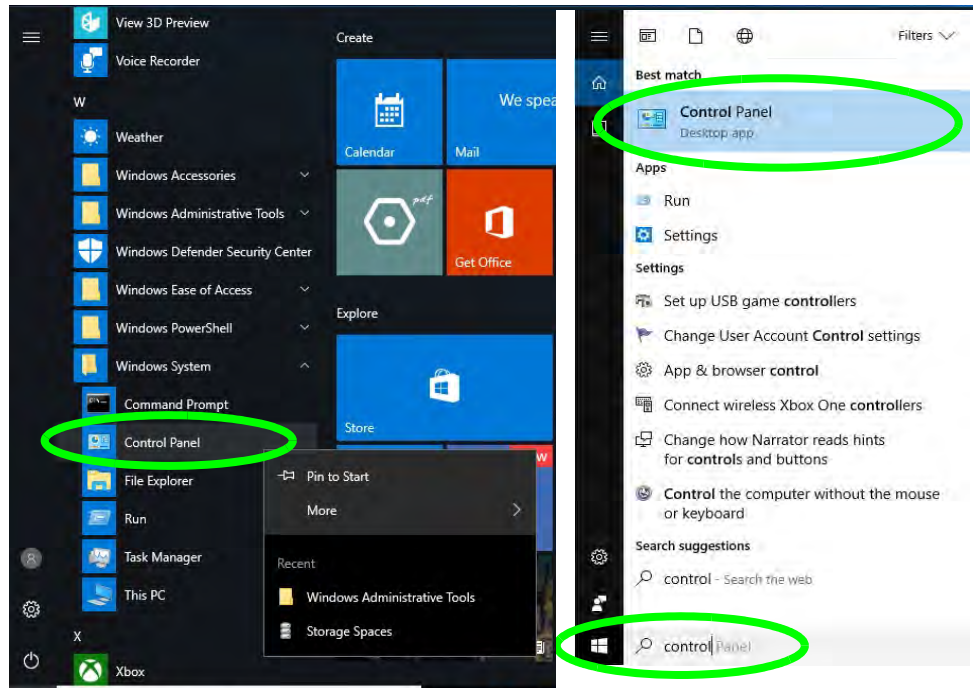 View 3D Preview
Voice Recorder
W
Weather
Windows Accessories
Windows Administrative Tools
Windows Defender Security Center
Windows Ease of Access
Windows PowerShell
Windows System
Command Prompt
Control Panel
File Explorer
Run
Task Manager
This PC
X
Xbox
Create
We spea
Calendar
Mail
pdf
Get Office
Explore
Store
W
Pin to Start
More
Recent
Windows Administrative Tools
Storage Spaces
Filters
Best match
Control Panel
Desktop app
Apps
Run
Settings
Settings
Set up USB game controllers
Change User Account Control settings
App & browser control
Connect wireless Xbox One controllers
Change how Narrator reads hints
for controls and buttons
Control the computer without the mouse
or keyboard
Search suggestions
control - Search the web
control Panel